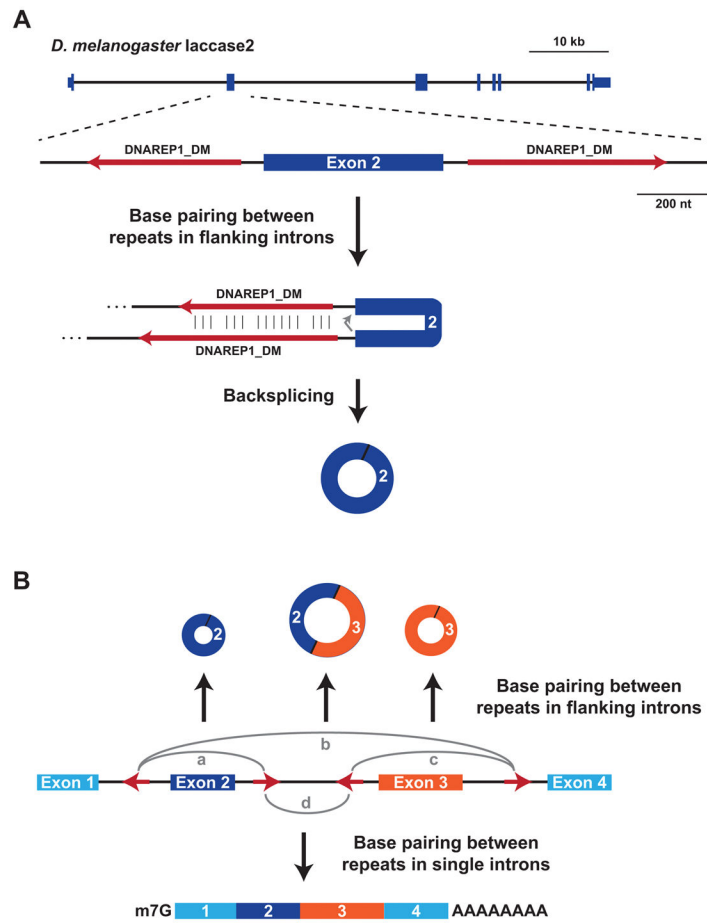 A
D. melanogaster laccase2
10 kb
DNAREP1_DM
Exon 2
DNAREP1_DM
200 nt
Base pairing between
repeats in flanking introns
DNAREP1_DM
2
DNAREP1_DM
Backsplicing
2
B
2
2
3
3
Base pairing between
repeats in flanking introns
b
a
c
Exon 1
Exon 2
Exon 3
Exon 4
d
Base pairing between
repeats in single introns
m7G 1 2 3 4 AAAAAAAA